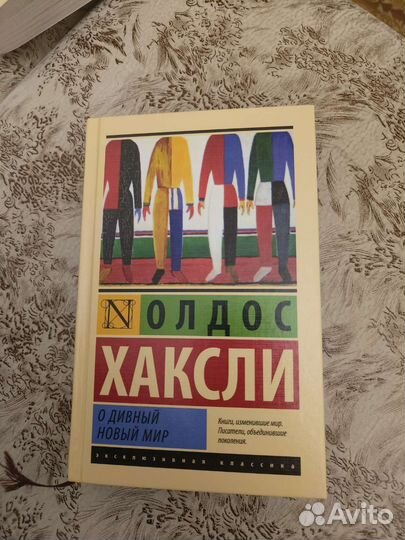 N ОЛДОС
ХАКСЛИ
О ДИВНЫЙ
НОВЫЙ МИР
Книги, изменившие мир.
Писатели, объединившие
поколения.
эксклюзивная классика
Avito